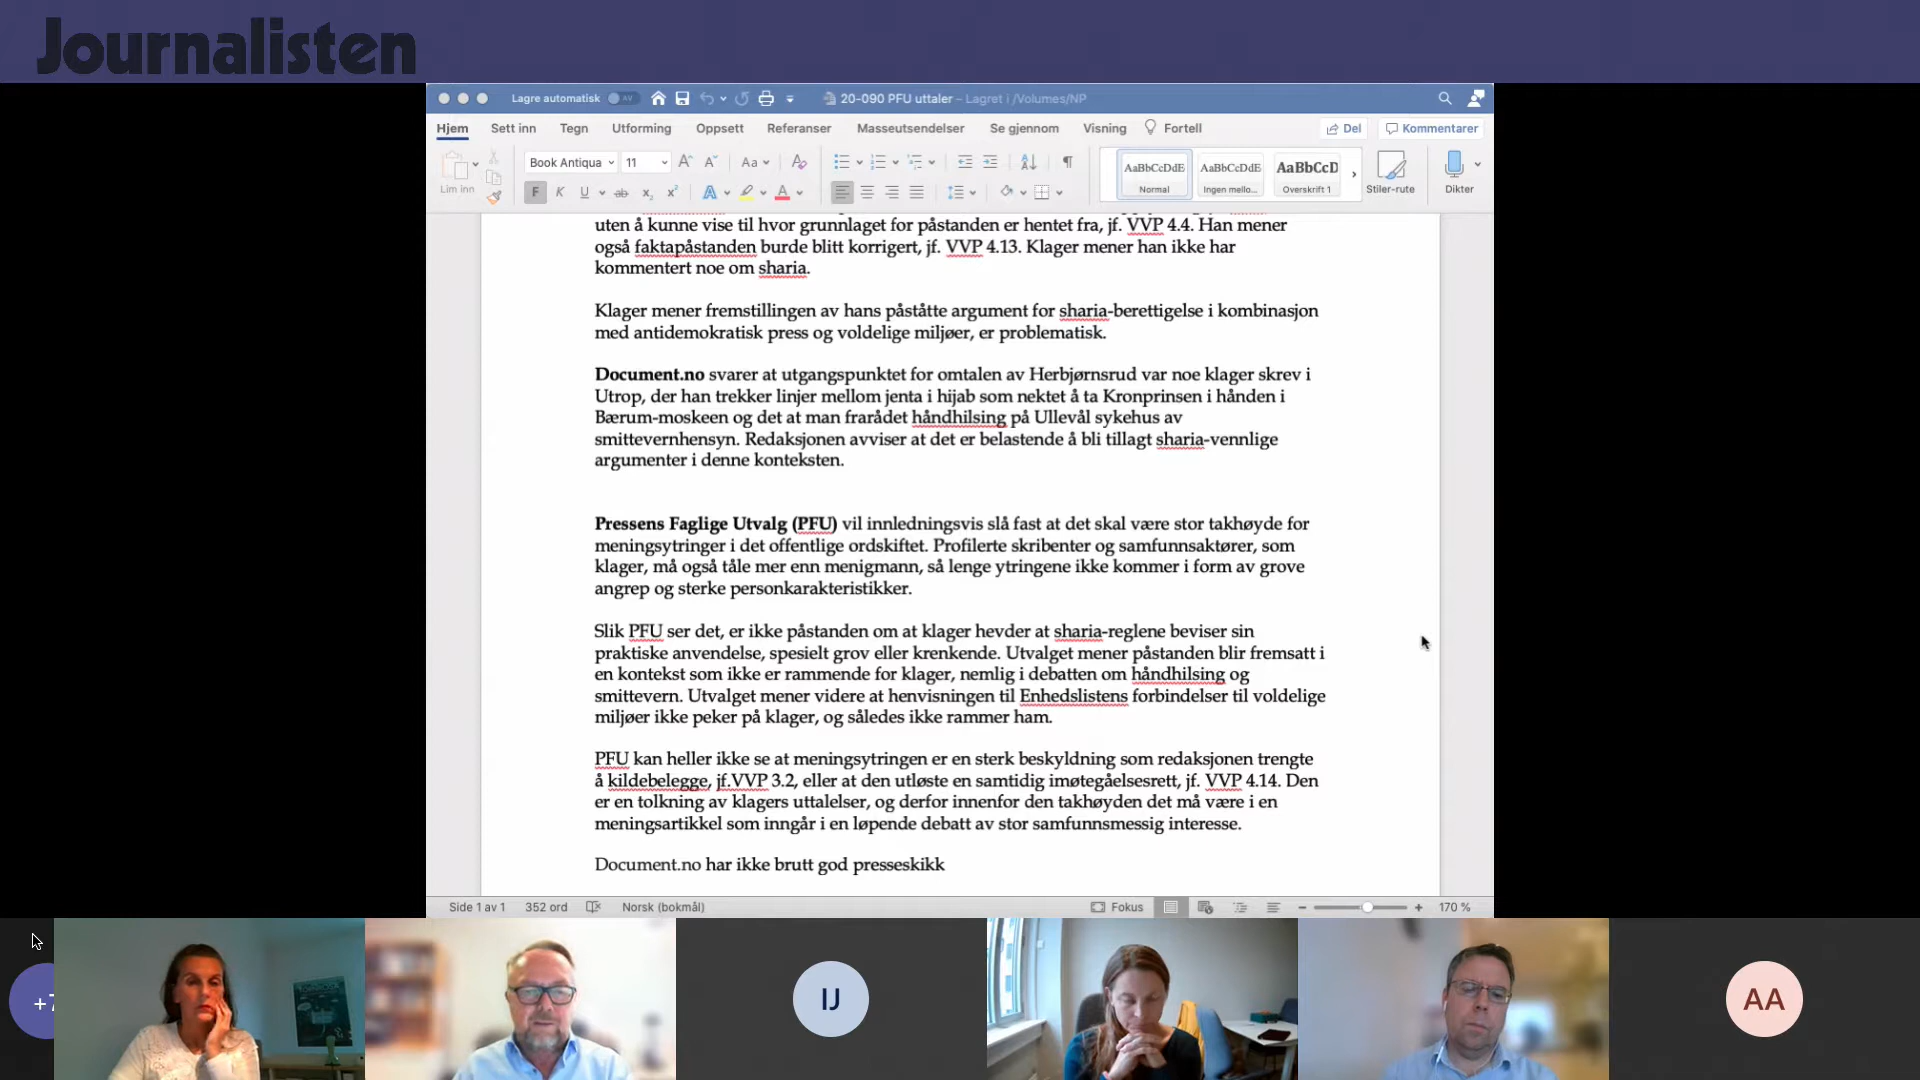 Journalisten
Lagre automatisk
20-090 PFU uttaler – Lagret i /Volumes/NP
Hjem Sett inn Tegn Utforming Oppsett Referanser Masseutsendelser Se gjennom Visning Fortell Del Kommentarer
Lim inn
Book Antiqua 11
Aa
F K U ab x₂ x²
AaBbCcDdE AaBbCcDdE AaBbCcD
Normal Ingen mello... Overskrift 1
Stiler-rute
Dikter
uten å kunne vise til hvor grunnlaget for påstanden er hentet fra, jf. VVP 4.4. Han mener
også faktapåstanden burde blitt korrigert, jf. VVP 4.13. Klager mener han ikke har
kommentert noe om sharia.
Klager mener fremstillingen av hans påståtte argument for sharia-berettigelse i kombinasjon
med antidemokratisk press og voldelige miljøer, er problematisk.
Document.no svarer at utgangspunktet for omtalen av Herbjørnsrud var noe klager skrev i
Utrop, der han trekker linjer mellom jenta i hijab som nektet å ta Kronprinsen i hånden i
Bærum-moskeen og det at man frarådet håndhilsing på Ullevål sykehus av
smittevernhensyn. Redaksjonen avviser at det er belastende å bli tillagt sharia-vennlige
argumenter i denne konteksten.
Pressens Faglige Utvalg (PFU) vil innledningsvis slå fast at det skal være stor takhøyde for
meningsytringer i det offentlige ordskiftet. Profilerte skribenter og samfunnsaktører, som
klager, må også tåle mer enn menigmann, så lenge ytringene ikke kommer i form av grove
angrep og sterke personkarakteristikker.
Slik PFU ser det, er ikke påstanden om at klager hevder at sharia-reglene beviser sin
praktiske anvendelse, spesielt grov eller krenkende. Utvalget mener påstanden blir fremsatt i
en kontekst som ikke er rammende for klager, nemlig i debatten om håndhilsing og
smittevern. Utvalget mener videre at henvisningen til Enhedslistens forbindelser til voldelige
miljøer ikke peker på klager, og således ikke rammer ham.
PFU kan heller ikke se at meningsytringen er en sterk beskyldning som redaksjonen trengte
å kildebelegge, jf.VVP 3.2, eller at den utløste en samtidig imøtegåelsesrett, jf. VVP 4.14. Den
er en tolkning av klagers uttalelser, og derfor innenfor den takhøyden det må være i en
meningsartikkel som inngår i en løpende debatt av stor samfunnsmessig interesse.
Document.no har ikke brutt god presseskikk
Side 1 av 1 352 ord Norsk (bokmål) Fokus 170 %
+7
IJ
AA